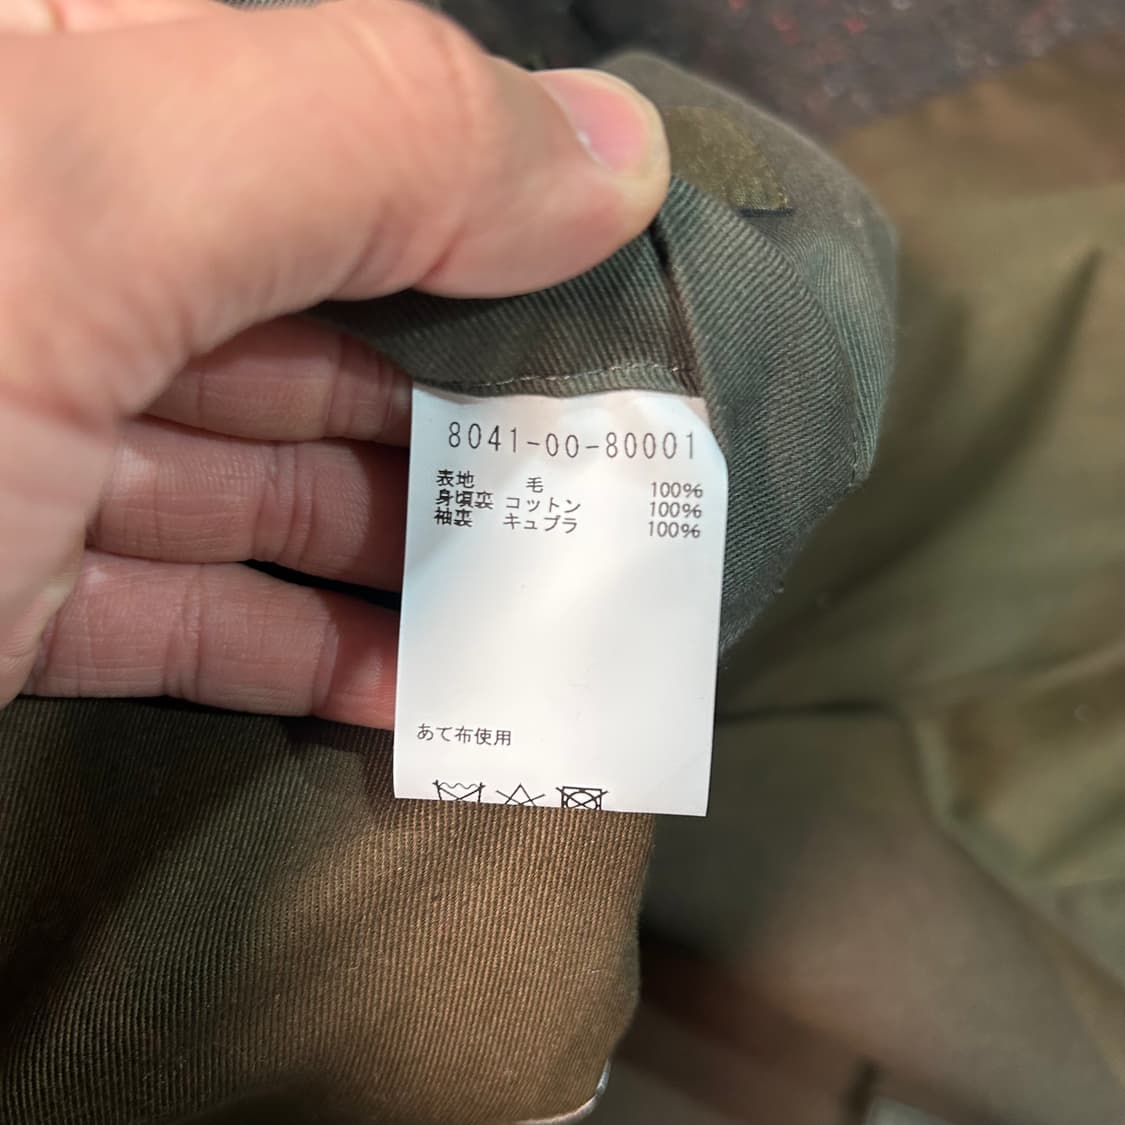 8041-00-80001
表地 毛 100%
身頃裏 コットン 100%
袖裏 キュプラ 100%
あて布使用